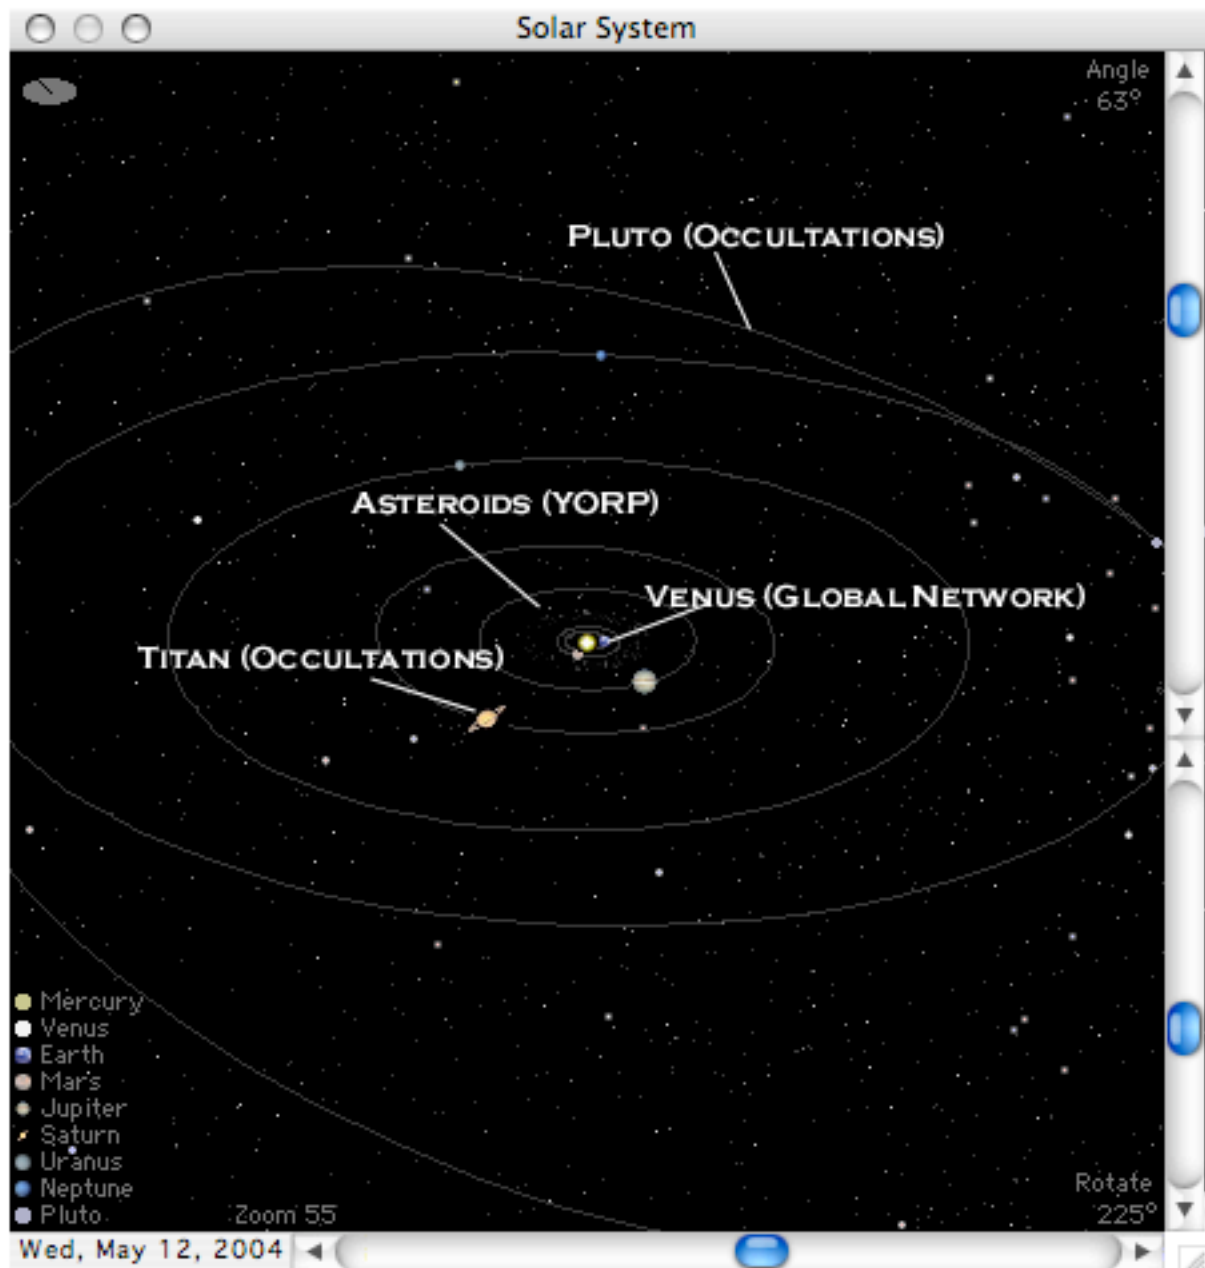 Solar System
Angle
63°
PLUTO (OCCULTATIONS)
ASTEROIDS (YORP)
VENUS (GLOBAL NETWORK)
TITAN (OCCULTATIONS)
Mercury
Venus
Earth
Mars
Jupiter
Saturn
Uranus
Neptune
Pluto
Zoom 55
Rotate
225°
Wed, May 12, 2004